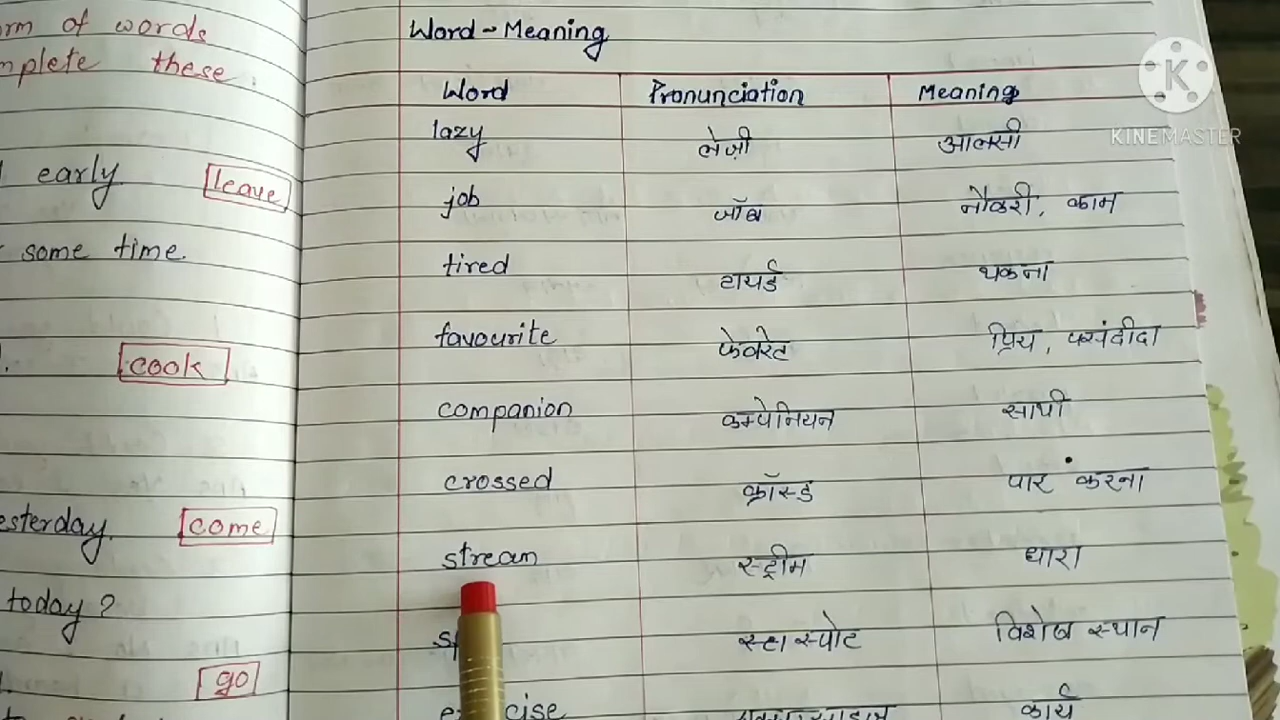 rm of words
mplete these :
early leave
some time.
cook
esterday. come
today ?
go
Word - Meaning
Word Pronunciation Meaning
lazy लेज़ी आलसी
job जॉब नौकरी, काम
tired टायर्ड थकना
favourite फेवरेट प्रिय, पसंदीदा
companion कम्पेनियन साथी
crossed क्रॉस्ड पार करना
stream स्ट्रीम धारा
स्पोट विशेष स्थान
कार्य
KINEMASTER